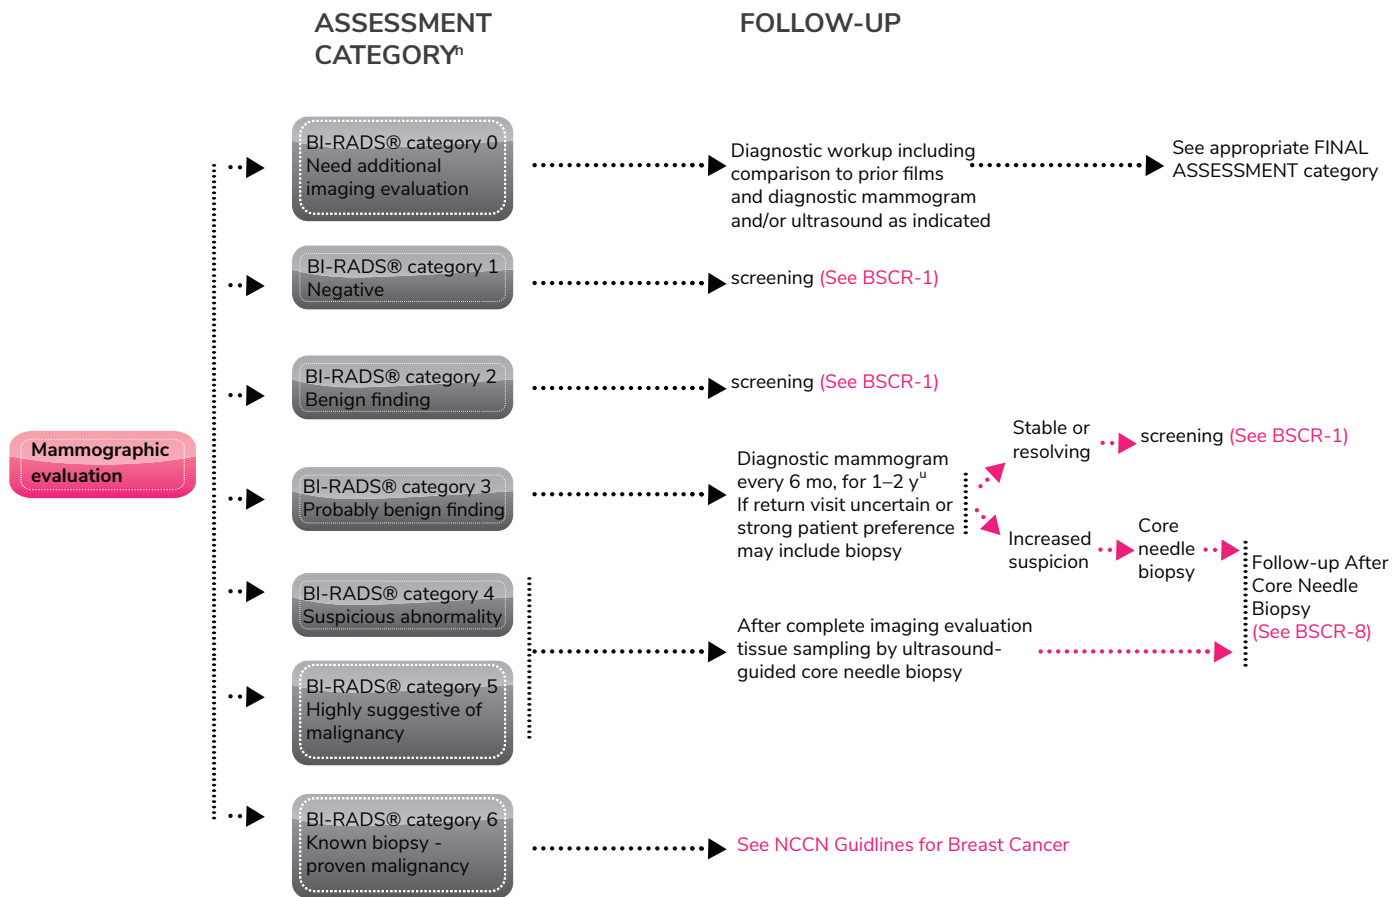 ASSESSMENT
CATEGORYⁿ
FOLLOW-UP
Mammographic
evaluation
BI-RADS® category 0
Need additional
imaging evaluation
Diagnostic workup including
comparison to prior films
and diagnostic mammogram
and/or ultrasound as indicated
See appropriate FINAL
ASSESSMENT category
BI-RADS® category 1
Negative
screening (See BSCR-1)
BI-RADS® category 2
Benign finding
screening (See BSCR-1)
BI-RADS® category 3
Probably benign finding
Diagnostic mammogram
every 6 mo, for 1–2 yᵘ
If return visit uncertain or
strong patient preference
may include biopsy
Stable or
resolving
screening (See BSCR-1)
Increased
suspicion
Core
needle
biopsy
Follow-up After
Core Needle
Biopsy
(See BSCR-8)
BI-RADS® category 4
Suspicious abnormality
BI-RADS® category 5
Highly suggestive of
malignancy
After complete imaging evaluation
tissue sampling by ultrasound-
guided core needle biopsy
BI-RADS® category 6
Known biopsy -
proven malignancy
See NCCN Guidlines for Breast Cancer